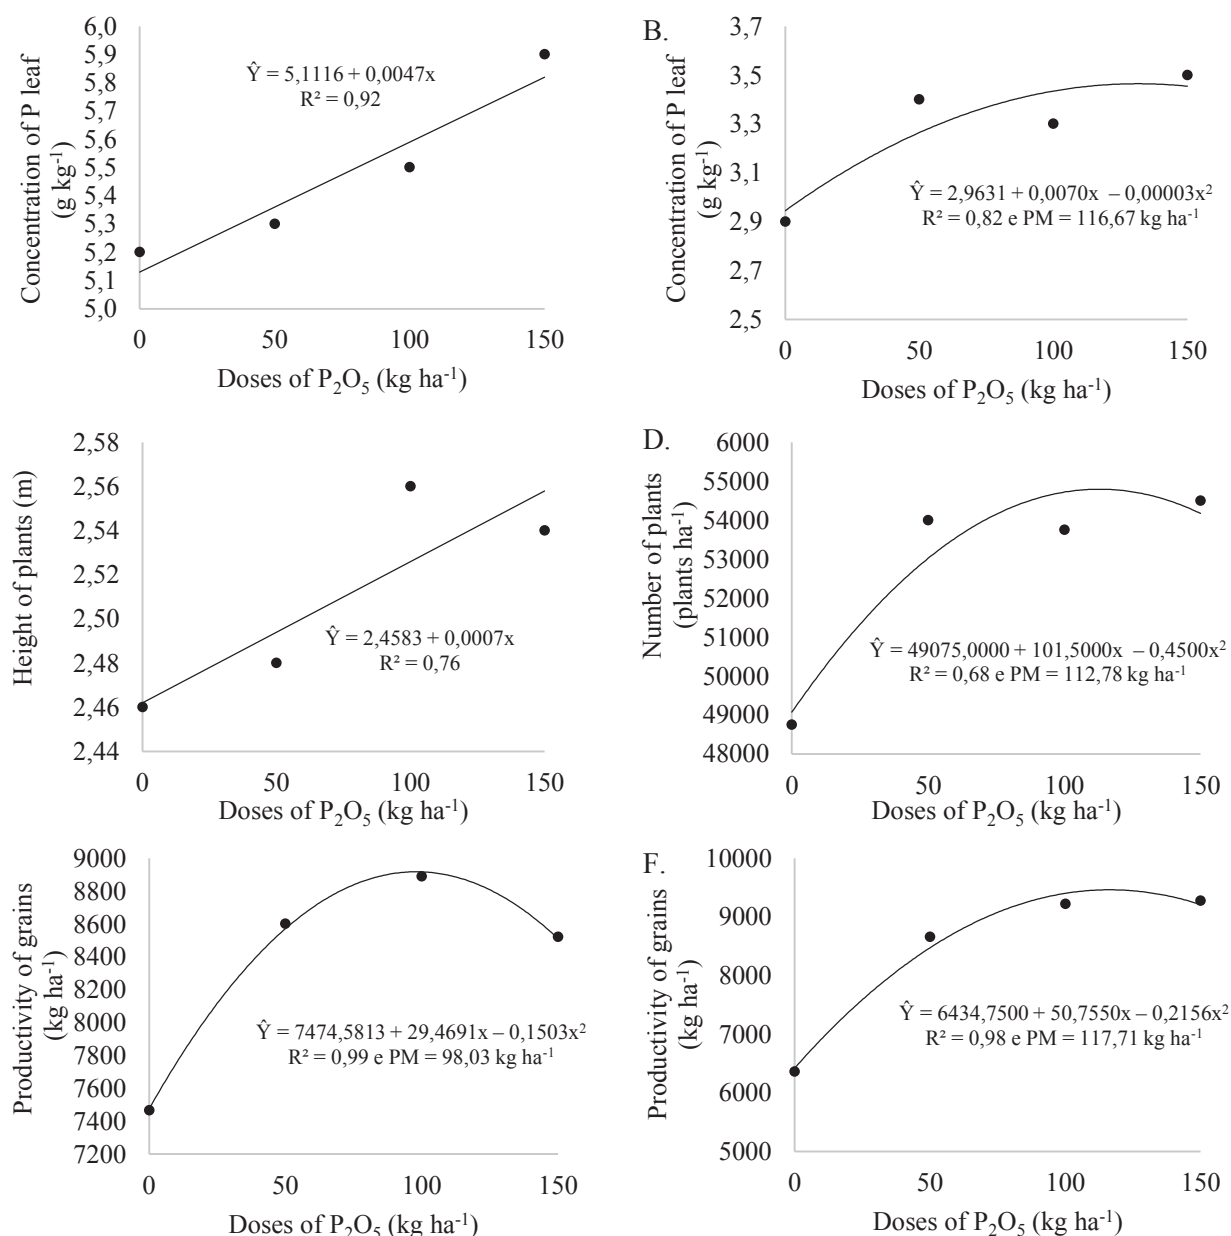 6,0
5,9
5,8
5,7
5,6
5,5
5,4
5,3
5,2
5,1
5,0
Concentration of P leaf
(g kg⁻¹)
Ŷ = 5,1116 + 0,0047x
R² = 0,92
0 50 100 150
Doses of P₂O₅ (kg ha⁻¹)
B.
3,7
3,5
3,3
3,1
2,9
2,7
2,5
Concentration of P leaf
(g kg⁻¹)
Ŷ = 2,9631 + 0,0070x – 0,00003x²
R² = 0,82 e PM = 116,67 kg ha⁻¹
0 50 100 150
Doses of P₂O₅ (kg ha⁻¹)
2,58
2,56
2,54
2,52
2,50
2,48
2,46
2,44
Height of plants (m)
Ŷ = 2,4583 + 0,0007x
R² = 0,76
0 50 100 150
Doses of P₂O₅ (kg ha⁻¹)
D.
6000
55000
54000
53000
52000
51000
50000
49000
48000
Number of plants
(plants ha⁻¹)
Ŷ = 49075,0000 + 101,5000x – 0,4500x²
R² = 0,68 e PM = 112,78 kg ha⁻¹
0 50 100 150
Doses of P₂O₅ (kg ha⁻¹)
9000
8800
8600
8400
8200
8000
7800
7600
7400
7200
Productivity of grains
(kg ha⁻¹)
Ŷ = 7474,5813 + 29,4691x – 0,1503x²
R² = 0,99 e PM = 98,03 kg ha⁻¹
0 50 100 150
Doses of P₂O₅ (kg ha⁻¹)
F.
10000
9000
8000
7000
6000
5000
Productivity of grains
(kg ha⁻¹)
Ŷ = 6434,7500 + 50,7550x – 0,2156x²
R² = 0,98 e PM = 117,71 kg ha⁻¹
0 50 100 150
Doses of P₂O₅ (kg ha⁻¹)